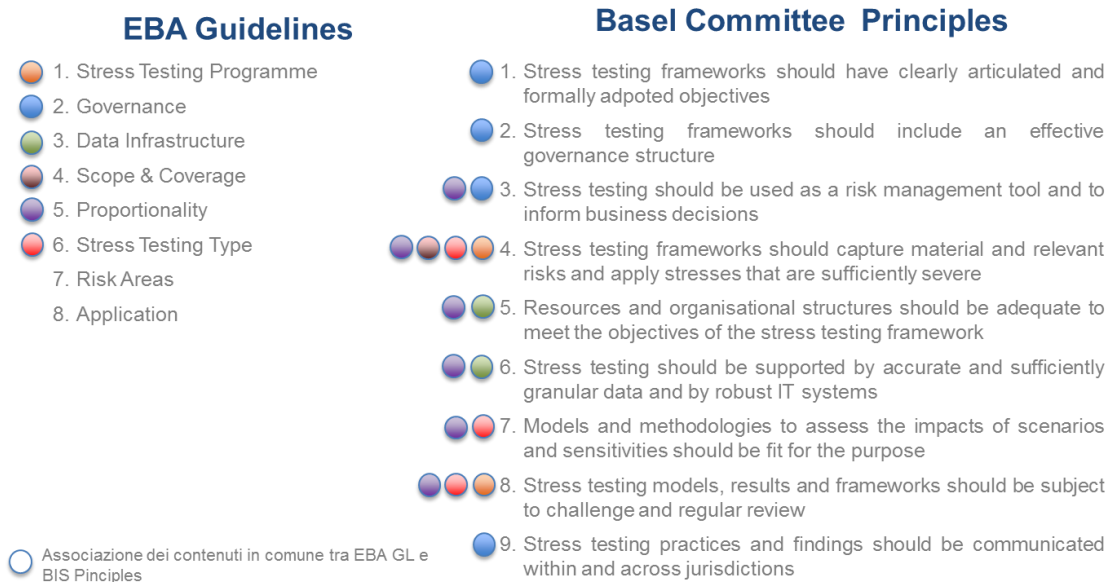 EBA Guidelines
1. Stress Testing Programme
2. Governance
3. Data Infrastructure
4. Scope & Coverage
5. Proportionality
6. Stress Testing Type
7. Risk Areas
8. Application
Associazione dei contenuti in comune tra EBA GL e
BIS Pinciples
Basel Committee Principles
1. Stress testing frameworks should have clearly articulated and
formally adpoted objectives
2. Stress testing frameworks should include an effective
governance structure
3. Stress testing should be used as a risk management tool and to
inform business decisions
4. Stress testing frameworks should capture material and relevant
risks and apply stresses that are sufficiently severe
5. Resources and organisational structures should be adequate to
meet the objectives of the stress testing framework
6. Stress testing should be supported by accurate and sufficiently
granular data and by robust IT systems
7. Models and methodologies to assess the impacts of scenarios
and sensitivities should be fit for the purpose
8. Stress testing models, results and frameworks should be subject
to challenge and regular review
9. Stress testing practices and findings should be communicated
within and across jurisdictions